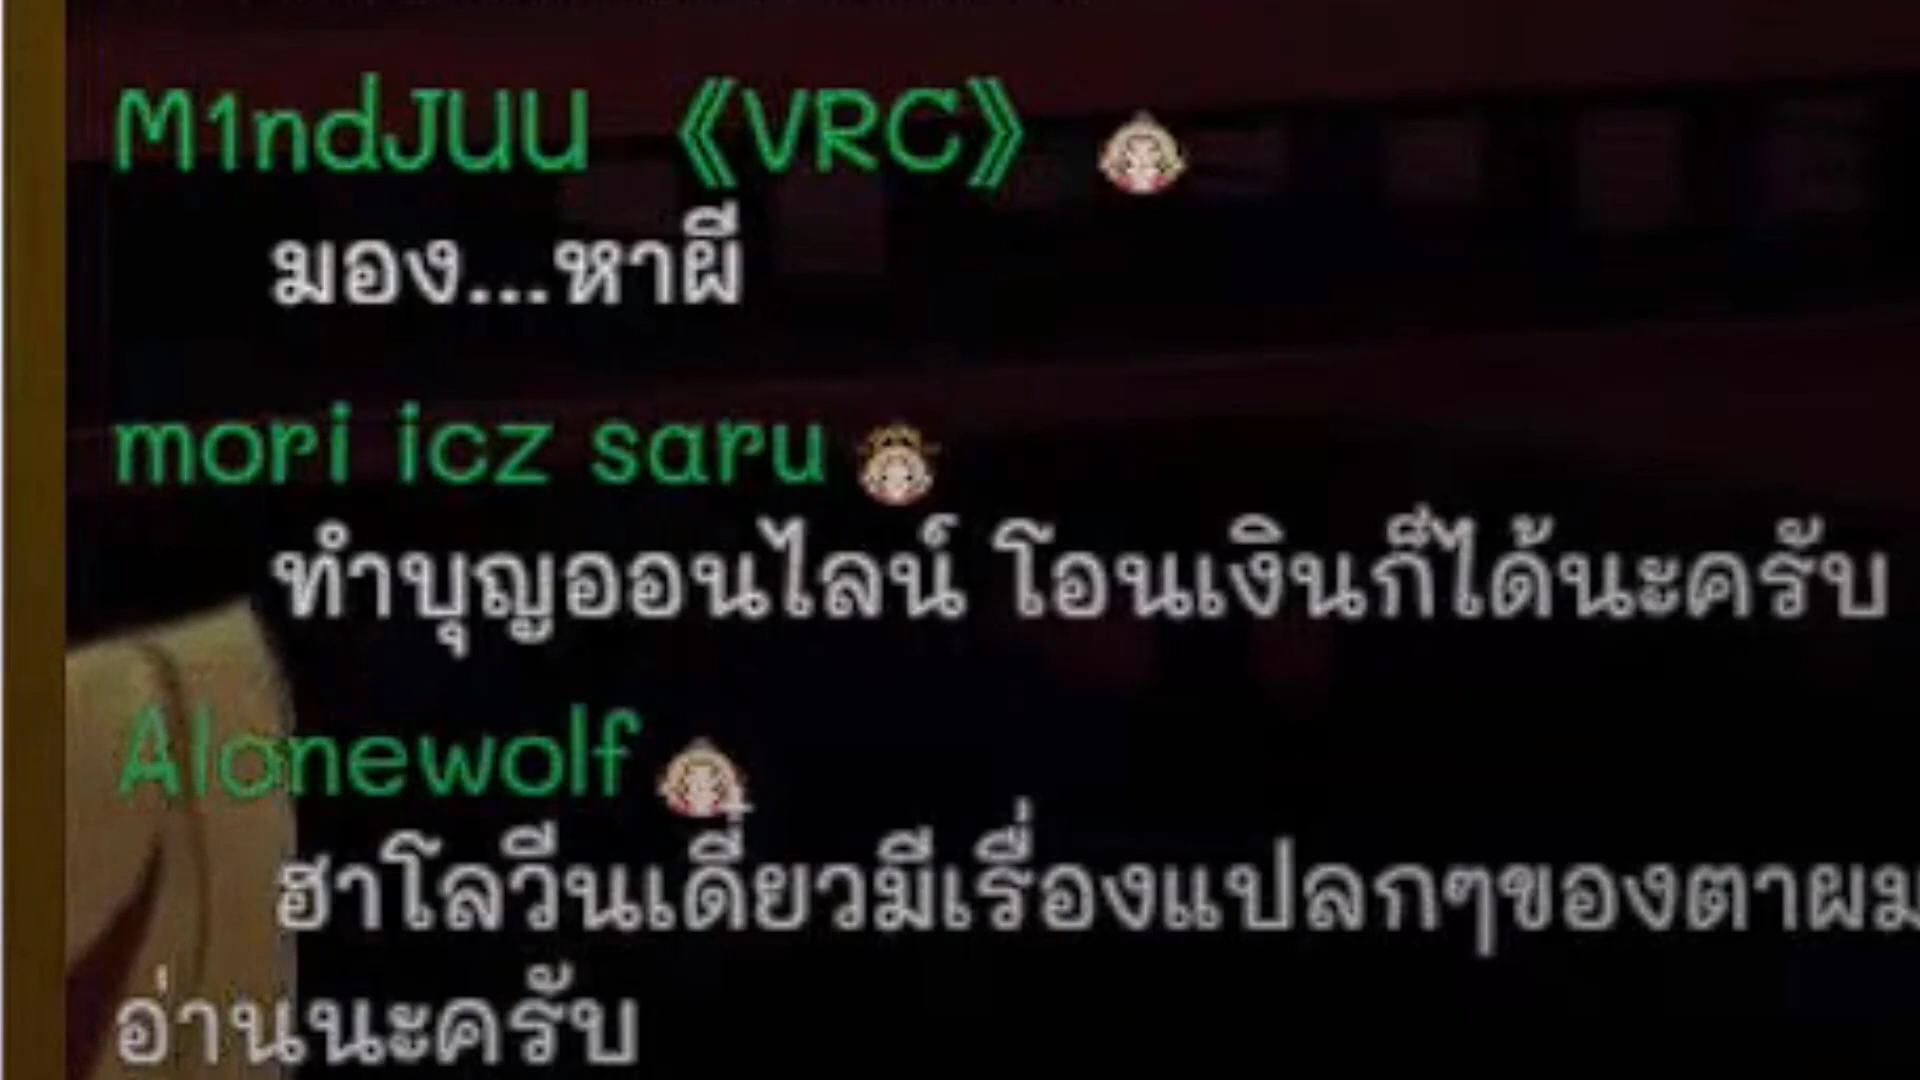 M1ndJUU 《VRC》
มอง...หาผี
mori icz saru
ทำบุญออนไลน์ โอนเงินก็ได้นะครับ
Alonewolf
ฮาโลวีนเดี๋ยวมีเรื่องแปลกๆของตาผม
อ่านนะครับ